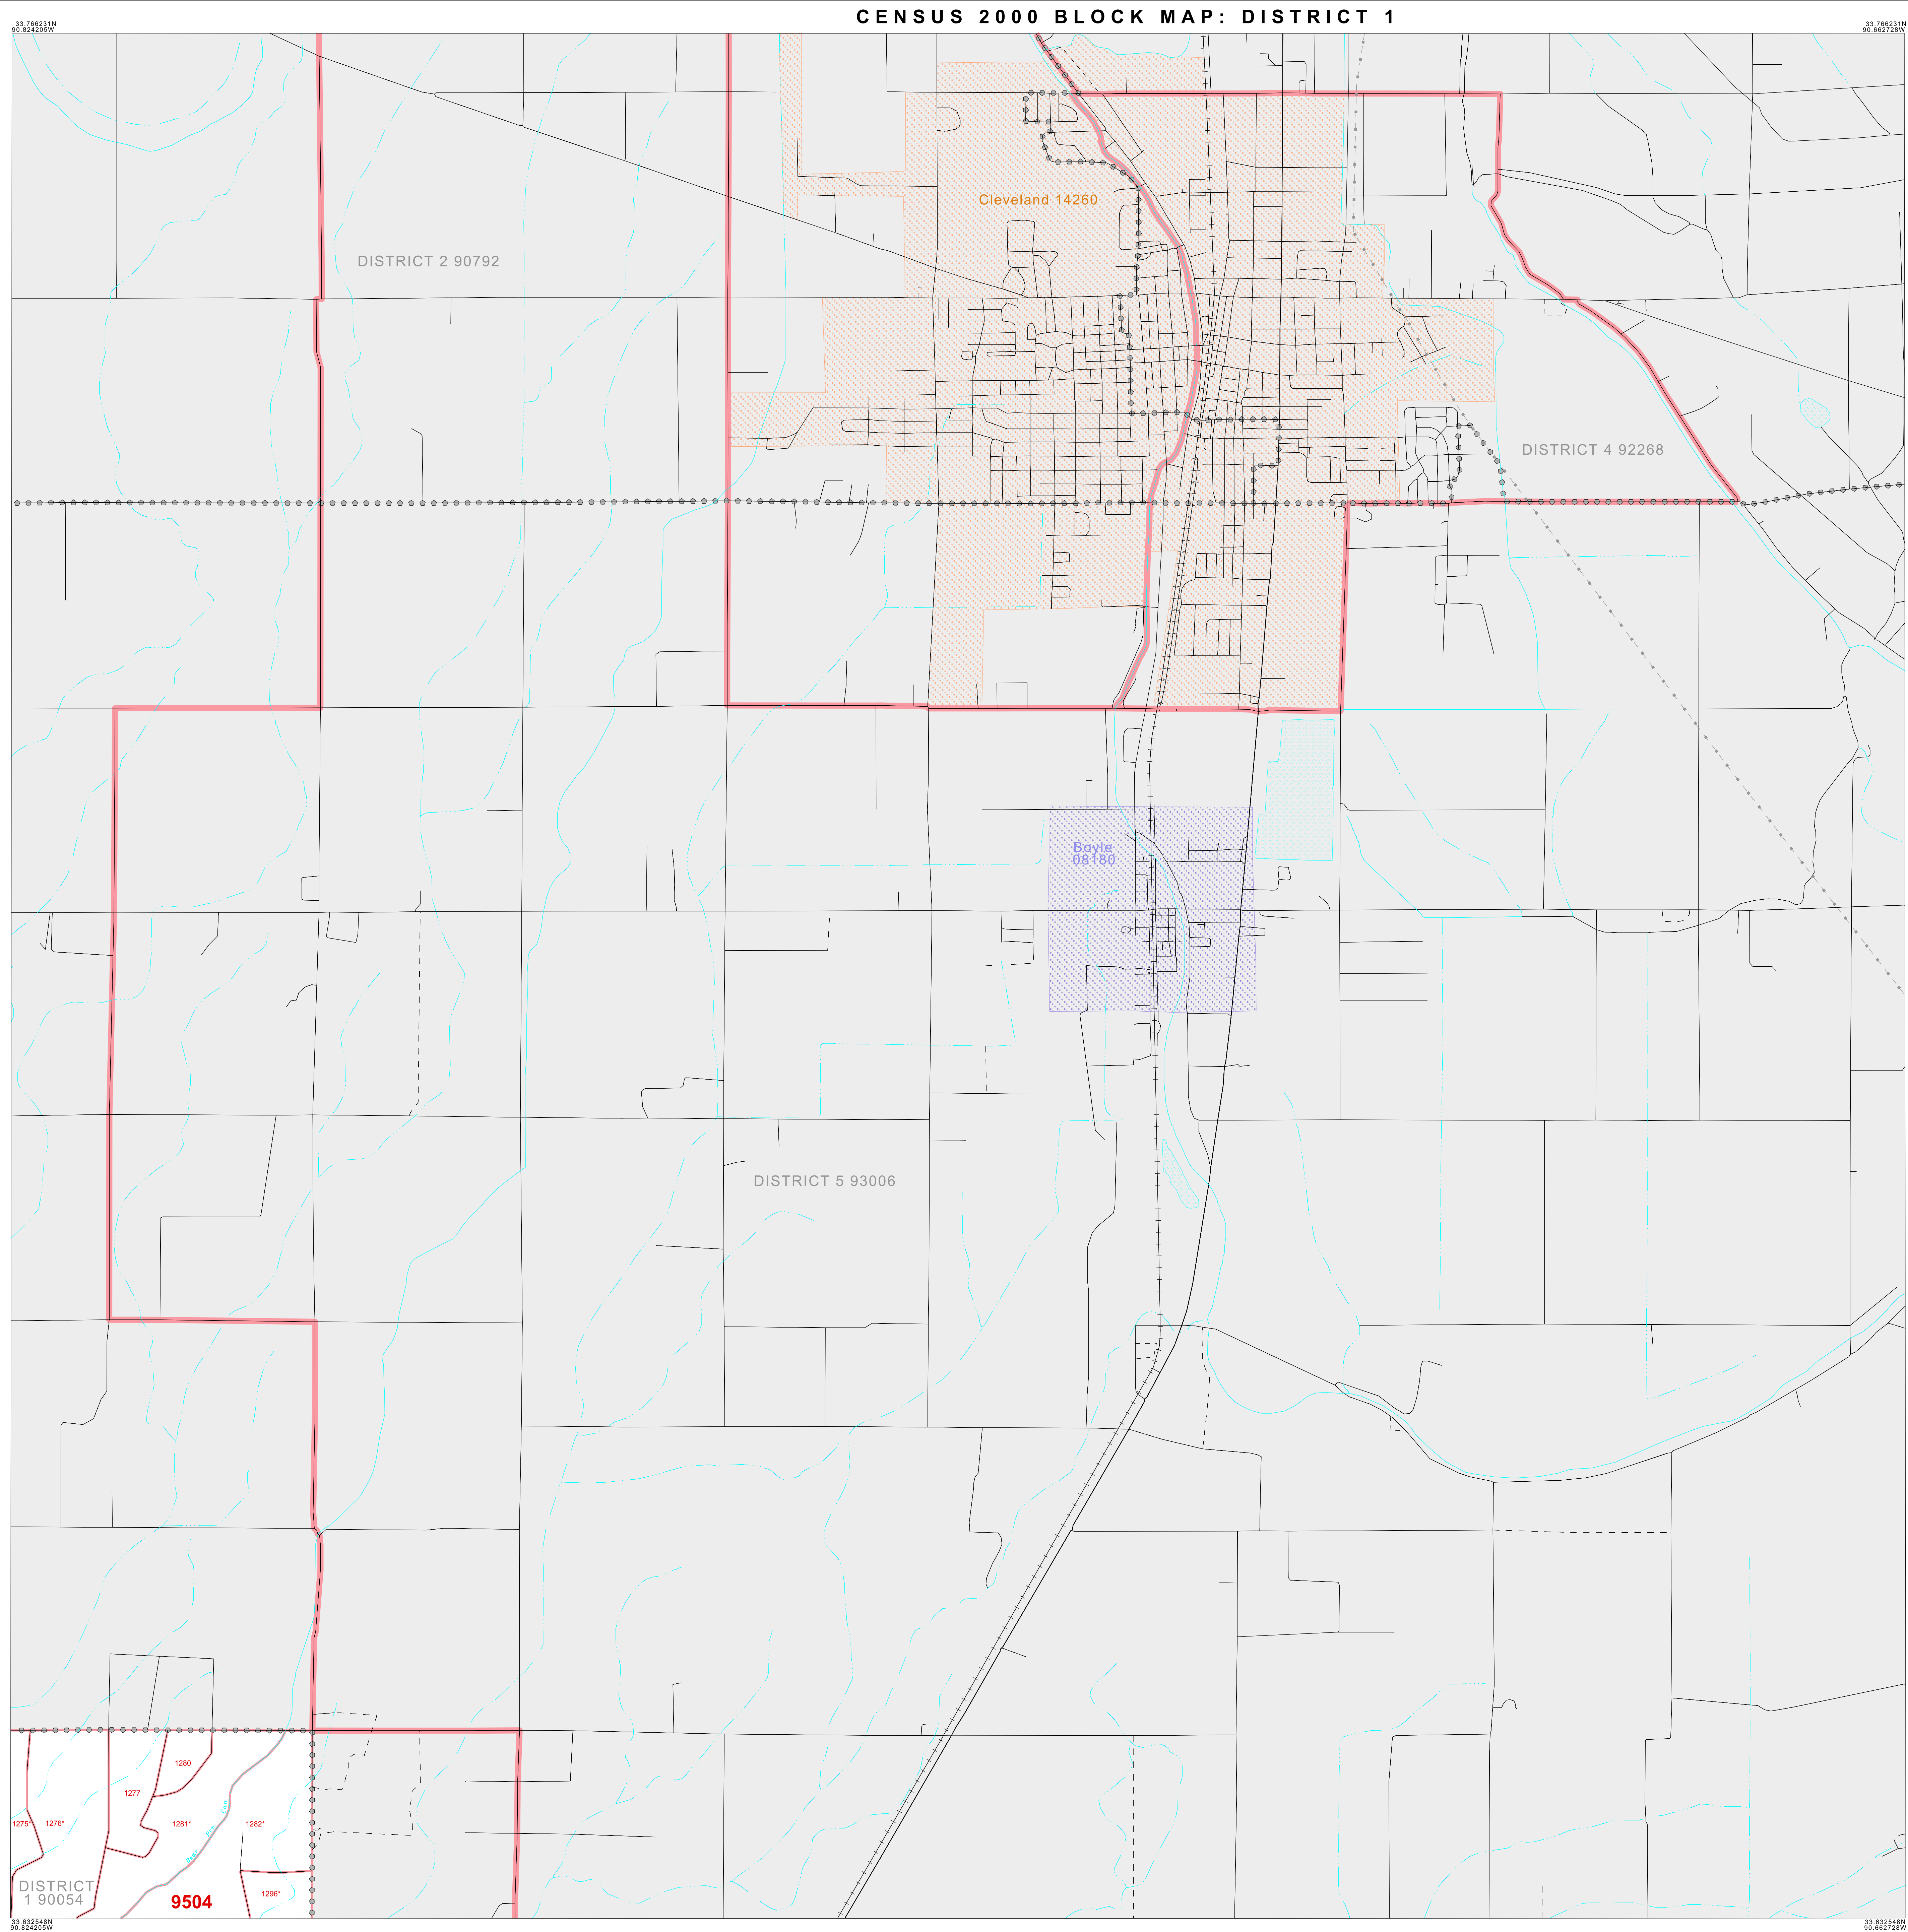 CENSUS 2000 BLOCK MAP: DISTRICT 1
33.766231N
90.824205W
33.766231N
90.662728W
Cleveland 14260
DISTRICT 2 90792
DISTRICT 4 92268
Boyle
08180
DISTRICT 5 93006
1280
1277
1275*
1276*
1281*
1282*
Byu
Can
DISTRICT
1 90054
9504
1296*
33.632548N
90.824205W
33.632548N
90.662728W